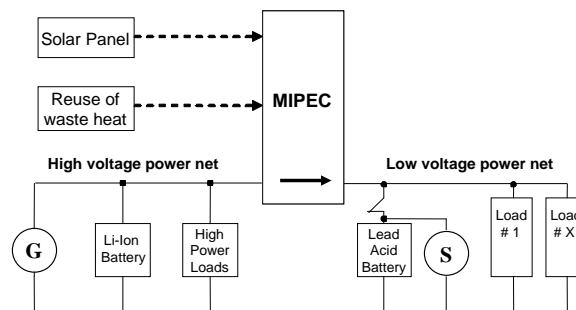 Solar Panel
Reuse of
waste heat
MIPEC
High voltage power net
Low voltage power net
G
Li-Ion
Battery
High
Power
Loads
Lead
Acid
Battery
S
Load
# 1
Load
# X